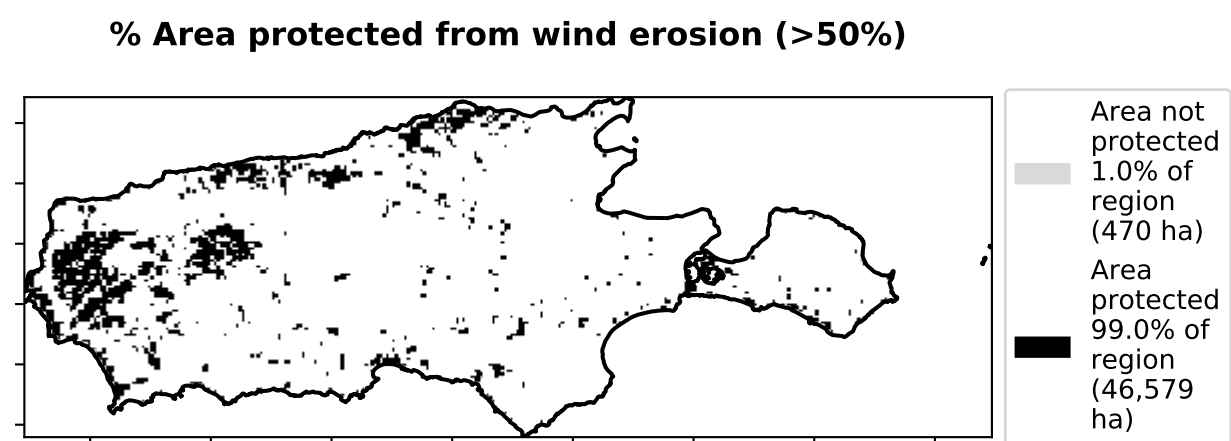 % Area protected from wind erosion (>50%)
Area not
protected
1.0% of
region
(470 ha)
Area
protected
99.0% of
region
(46,579
ha)